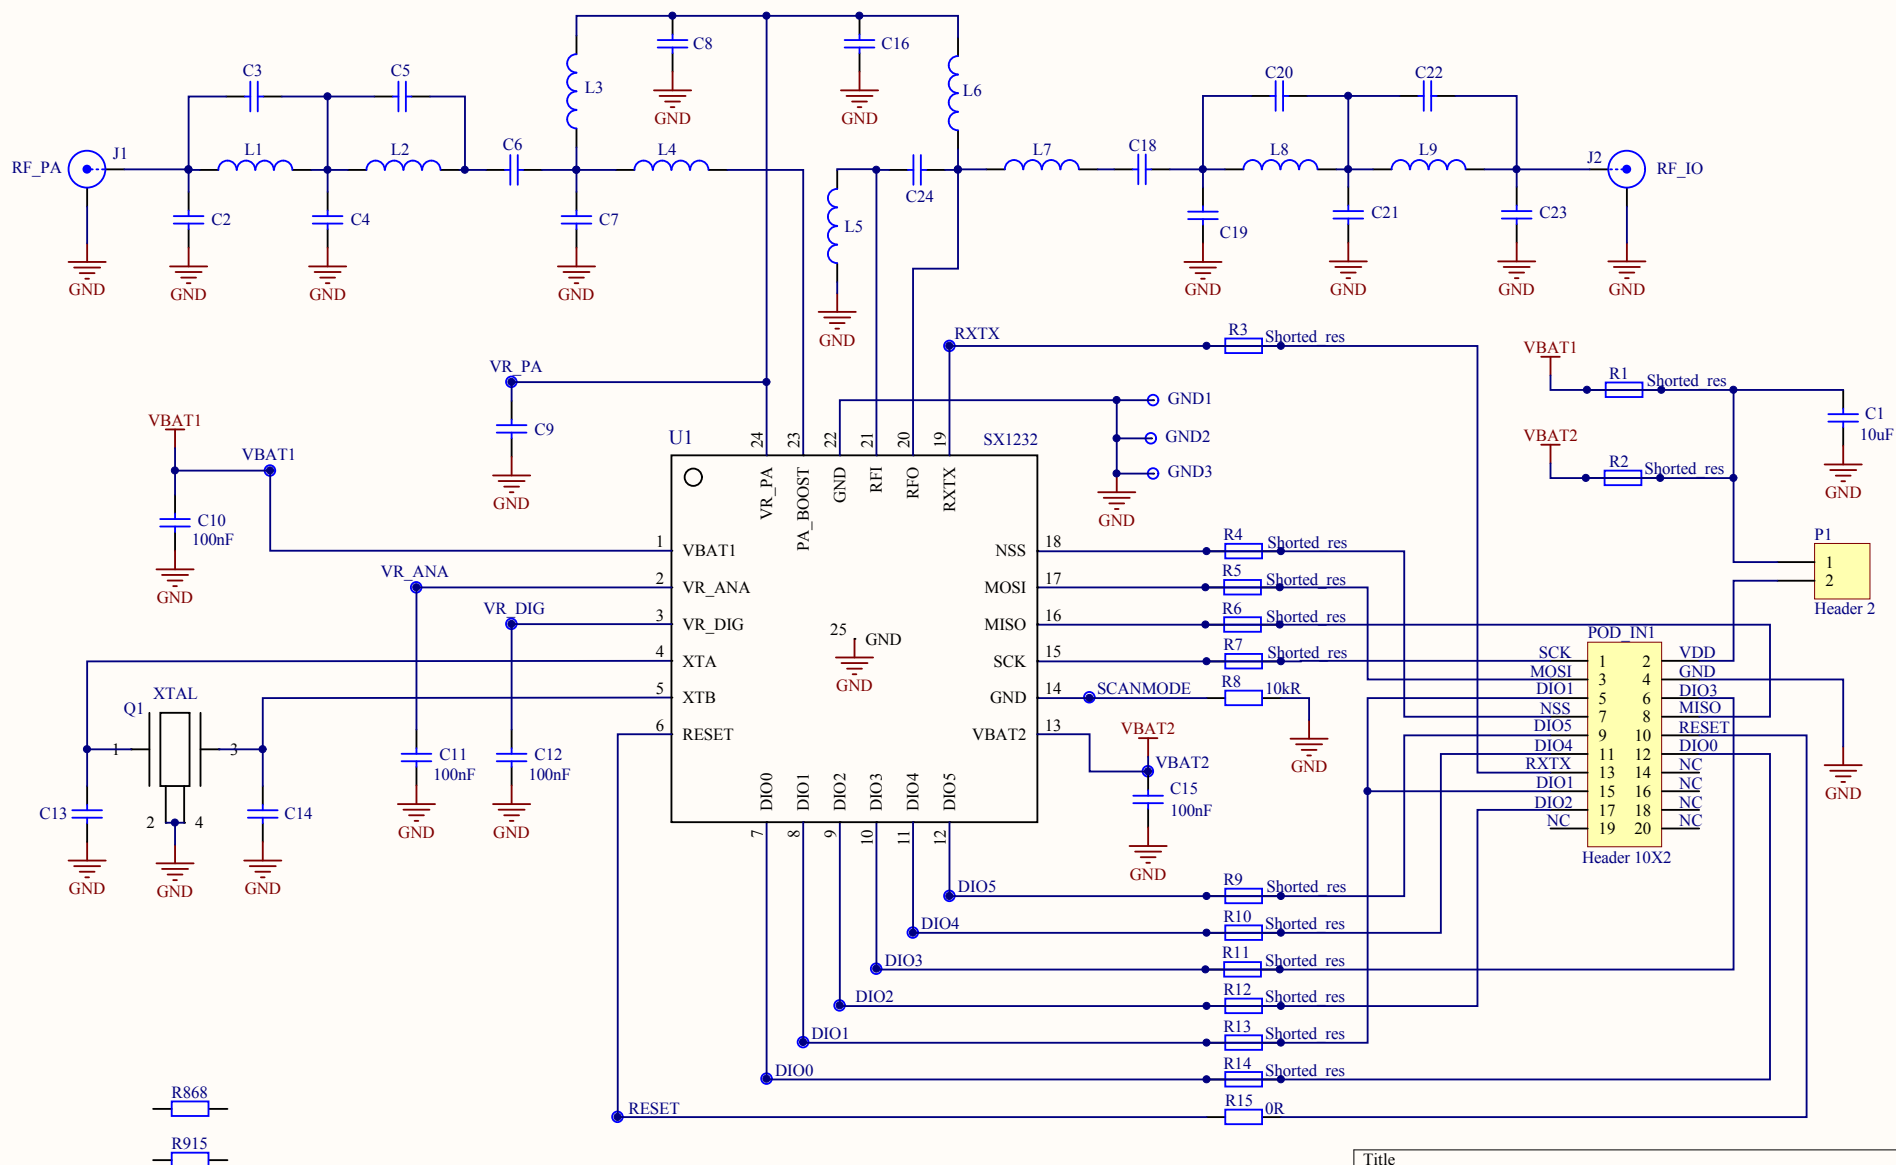 C8
C16
C3
C5
L3
L6
C20
C22
GND
GND
RF_PA
J1
L1
L2
C6
L4
C24
L7
C18
L8
L9
J2
RF_IO
C2
C4
C7
L5
C19
C21
C23
GND
GND
GND
GND
GND
GND
GND
GND
GND
RXTX
R3
Shorted_res
VR_PA
VBAT1
R1
Shorted_res
C1
10uF
GND1
GND2
GND3
GND
VBAT1
VBAT1
C9
GND
VBAT2
R2
Shorted_res
GND
C10
100nF
GND
U1
SX1232
24
23
22
21
20
19
VR_PA
PA_BOOST
GND
RFI
RFO
RXTX
1
VBAT1
VR_ANA
2
VR_ANA
VR_DIG
3
VR_DIG
4
XTA
5
XTB
6
RESET
25
GND
GND
NSS
18
R4
Shorted_res
MOSI
17
R5
Shorted_res
MISO
16
R6
Shorted_res
SCK
15
R7
Shorted_res
GND
14
SCANMODE
R8
10kR
VBAT2
13
GND
VBAT2
VBAT2
C15
100nF
GND
P1
1
2
Header 2
POD_IN1
SCK
1
2
VDD
MOSI
3
4
GND
DIO1
5
6
DIO3
NSS
7
8
MISO
DIO5
9
10
RESET
DIO4
11
12
DIO0
RXTX
13
14
NC
DIO1
15
16
NC
DIO2
17
18
NC
NC
19
20
NC
Header 10X2
GND
XTAL
Q1
1
3
2
4
C13
C14
GND
GND
GND
C11
100nF
GND
C12
100nF
GND
DIO0
DIO1
DIO2
DIO3
DIO4
DIO5
7
8
9
10
11
12
DIO5
R9
Shorted_res
DIO4
R10
Shorted_res
DIO3
R11
Shorted_res
DIO2
R12
Shorted_res
DIO1
R13
Shorted_res
DIO0
R14
Shorted_res
RESET
R15
0R
R868
R915
Title